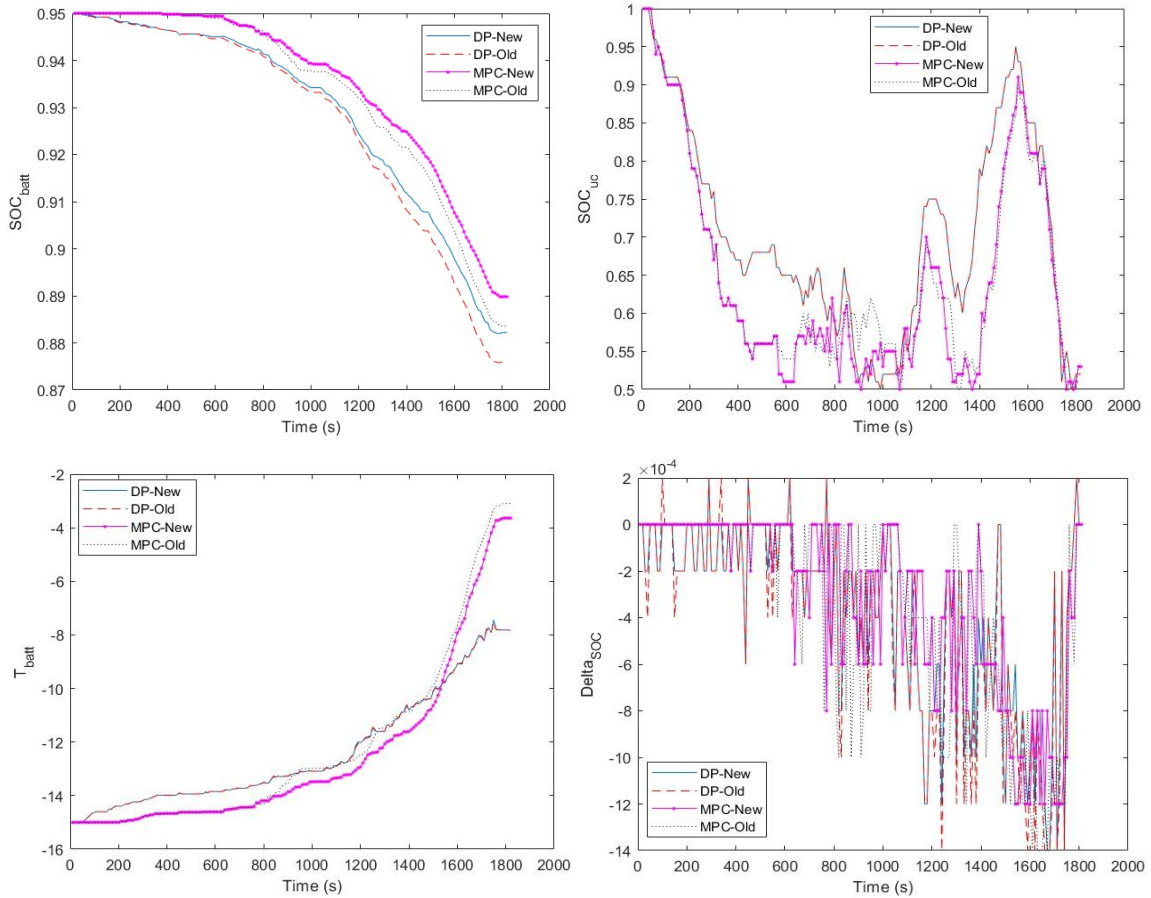 0.95
0.94
0.93
0.92
0.91
0.9
0.89
0.88
0.87
SOC_batt
DP-New
DP-Old
MPC-New
MPC-Old
0 200 400 600 800 1000 1200 1400 1600 1800 2000
Time (s)
0.95
0.9
0.85
0.8
0.75
0.7
0.65
0.6
0.55
0.5
SOC_uc
DP-New
DP-Old
MPC-New
MPC-Old
0 200 400 600 800 1000 1200 1400 1600 1800 2000
Time (s)
-2
-4
-6
-8
-10
-12
-14
-16
T_batt
DP-New
DP-Old
MPC-New
MPC-Old
0 200 400 600 800 1000 1200 1400 1600 1800 2000
Time (s)
×10⁻⁴
2
0
-2
-4
-6
-8
-10
-12
-14
Delta_SOC
DP-New
DP-Old
MPC-New
MPC-Old
0 200 400 600 800 1000 1200 1400 1600 1800 2000
Time (s)